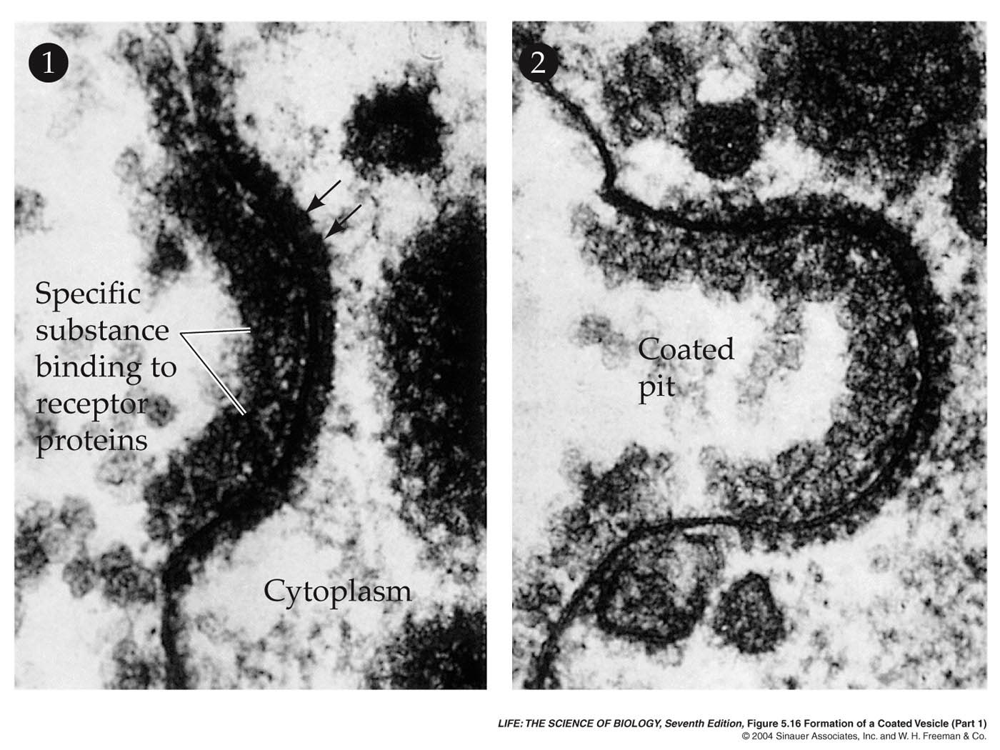 1
Specific
substance
binding to
receptor
proteins
Cytoplasm
2
Coated
pit
LIFE: THE SCIENCE OF BIOLOGY, Seventh Edition, Figure 5.16 Formation of a Coated Vesicle (Part 1)
© 2004 Sinauer Associates, Inc. and W. H. Freeman & Co.